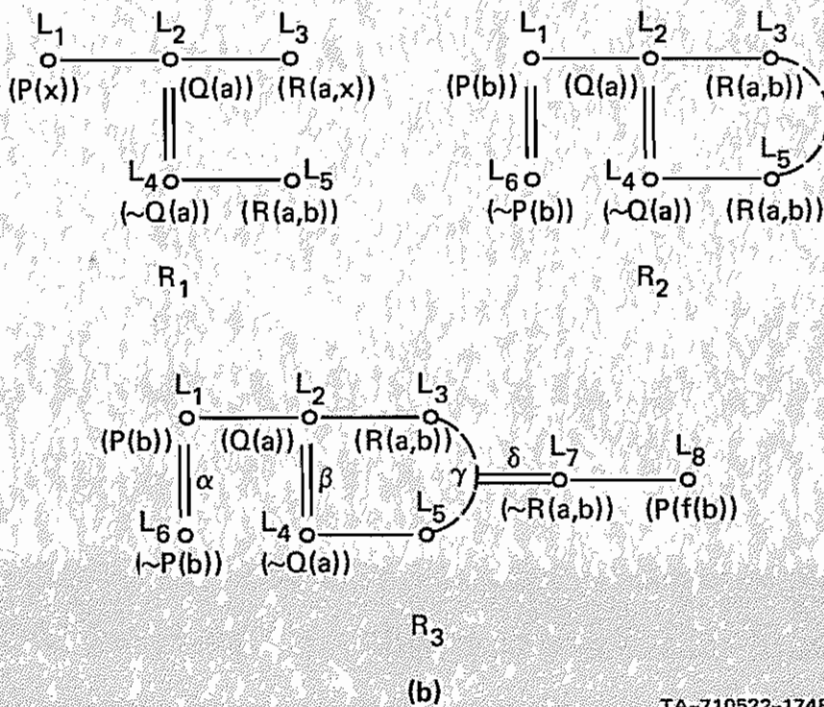 L1 L2 L3
(P(x)) (Q(a)) (R(a,x))
L4 L5
(~Q(a)) (R(a,b))
R1
L1 L2 L3
(P(b)) (Q(a)) (R(a,b))
L6 L4 L5
(~P(b)) (~Q(a)) (R(a,b))
R2
L1 L2 L3
(P(b)) (Q(a)) (R(a,b))
α β γ δ L7 L8
L6 L4 L5 (~R(a,b)) (P(f(b))
(~P(b)) (~Q(a))
R3
(b)